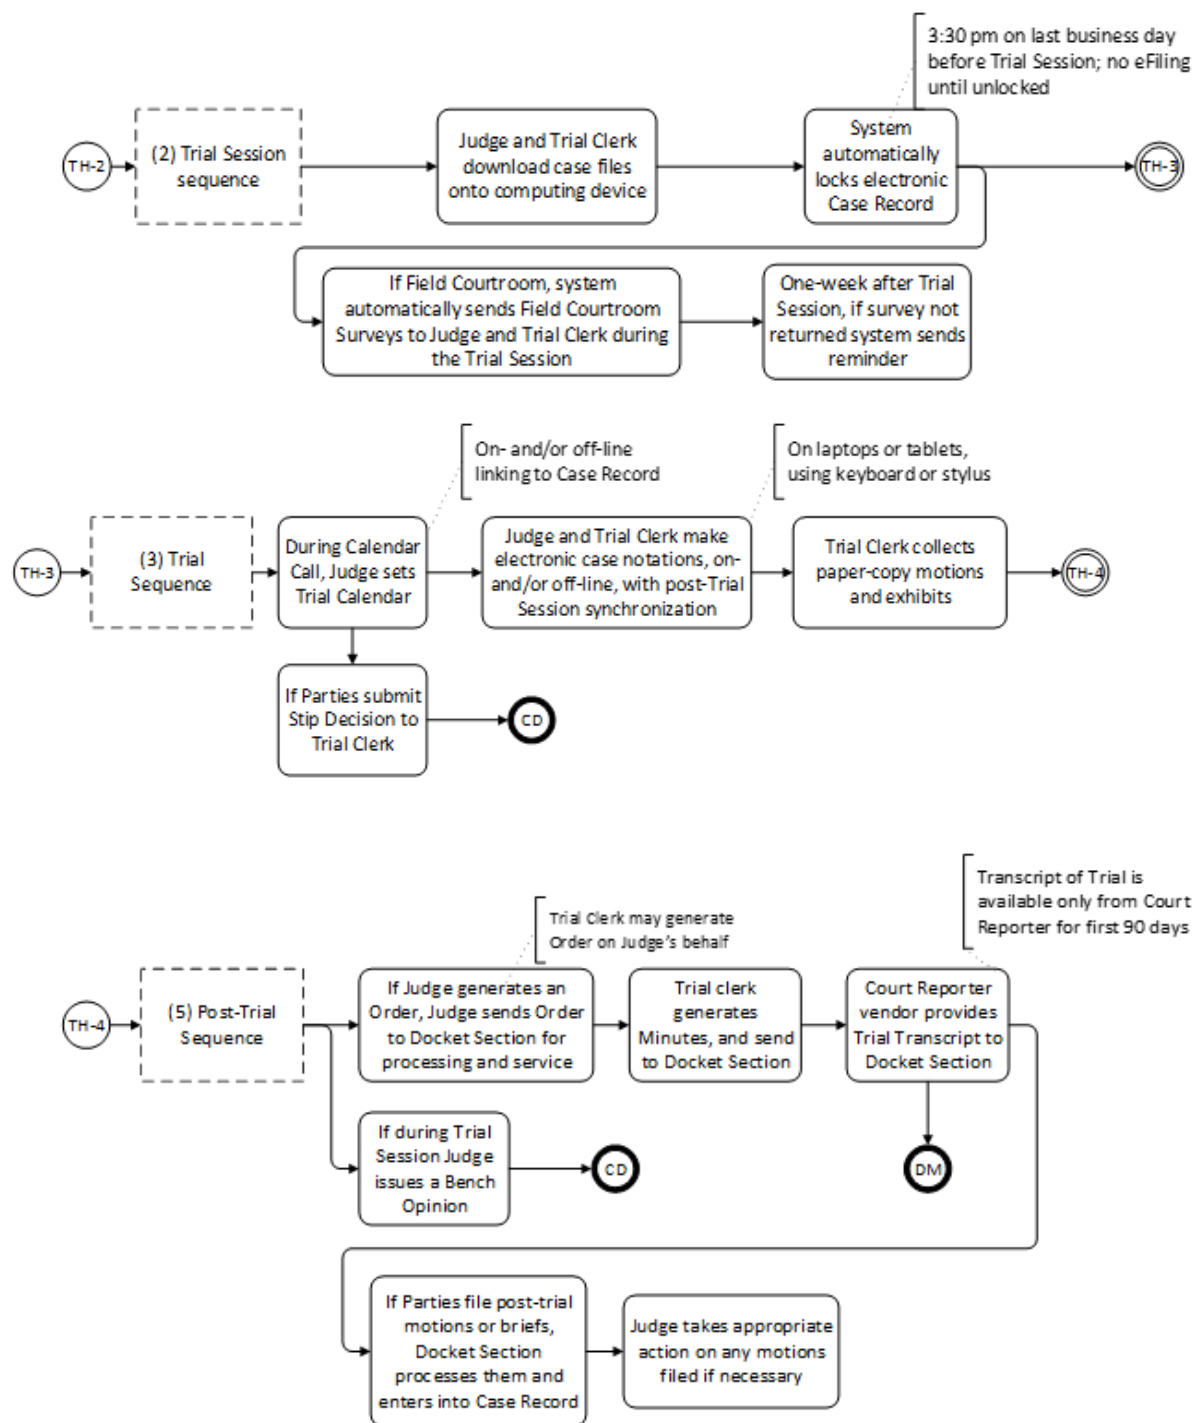 3:30 pm on last business day
before Trial Session; no eFiling
until unlocked
TH-2
(2) Trial Session
sequence
Judge and Trial Clerk
download case files
onto computing device
System
automatically
locks electronic
Case Record
TH-3
If Field Courtroom, system
automatically sends Field Courtroom
Surveys to Judge and Trial Clerk during
the Trial Session
One-week after Trial
Session, if survey not
returned system sends
reminder
On- and/or off-line
linking to Case Record
On laptops or tablets,
using keyboard or stylus
TH-3
(3) Trial
Sequence
During Calendar
Call, Judge sets
Trial Calendar
Judge and Trial Clerk make
electronic case notations, on-
and/or off-line, with post-Trial
Session synchronization
Trial Clerk collects
paper-copy motions
and exhibits
TH-4
If Parties submit
Stip Decision to
Trial Clerk
CD
Transcript of Trial is
available only from Court
Reporter for first 90 days
Trial Clerk may generate
Order on Judge's behalf
TH-4
(5) Post-Trial
Sequence
If Judge generates an
Order, Judge sends Order
to Docket Section for
processing and service
Trial clerk
generates
Minutes, and send
to Docket Section
Court Reporter
vendor provides
Trial Transcript to
Docket Section
If during Trial
Session Judge
issues a Bench
Opinion
CD
DM
If Parties file post-trial
motions or briefs,
Docket Section
processes them and
enters into Case Record
Judge takes appropriate
action on any motions
filed if necessary